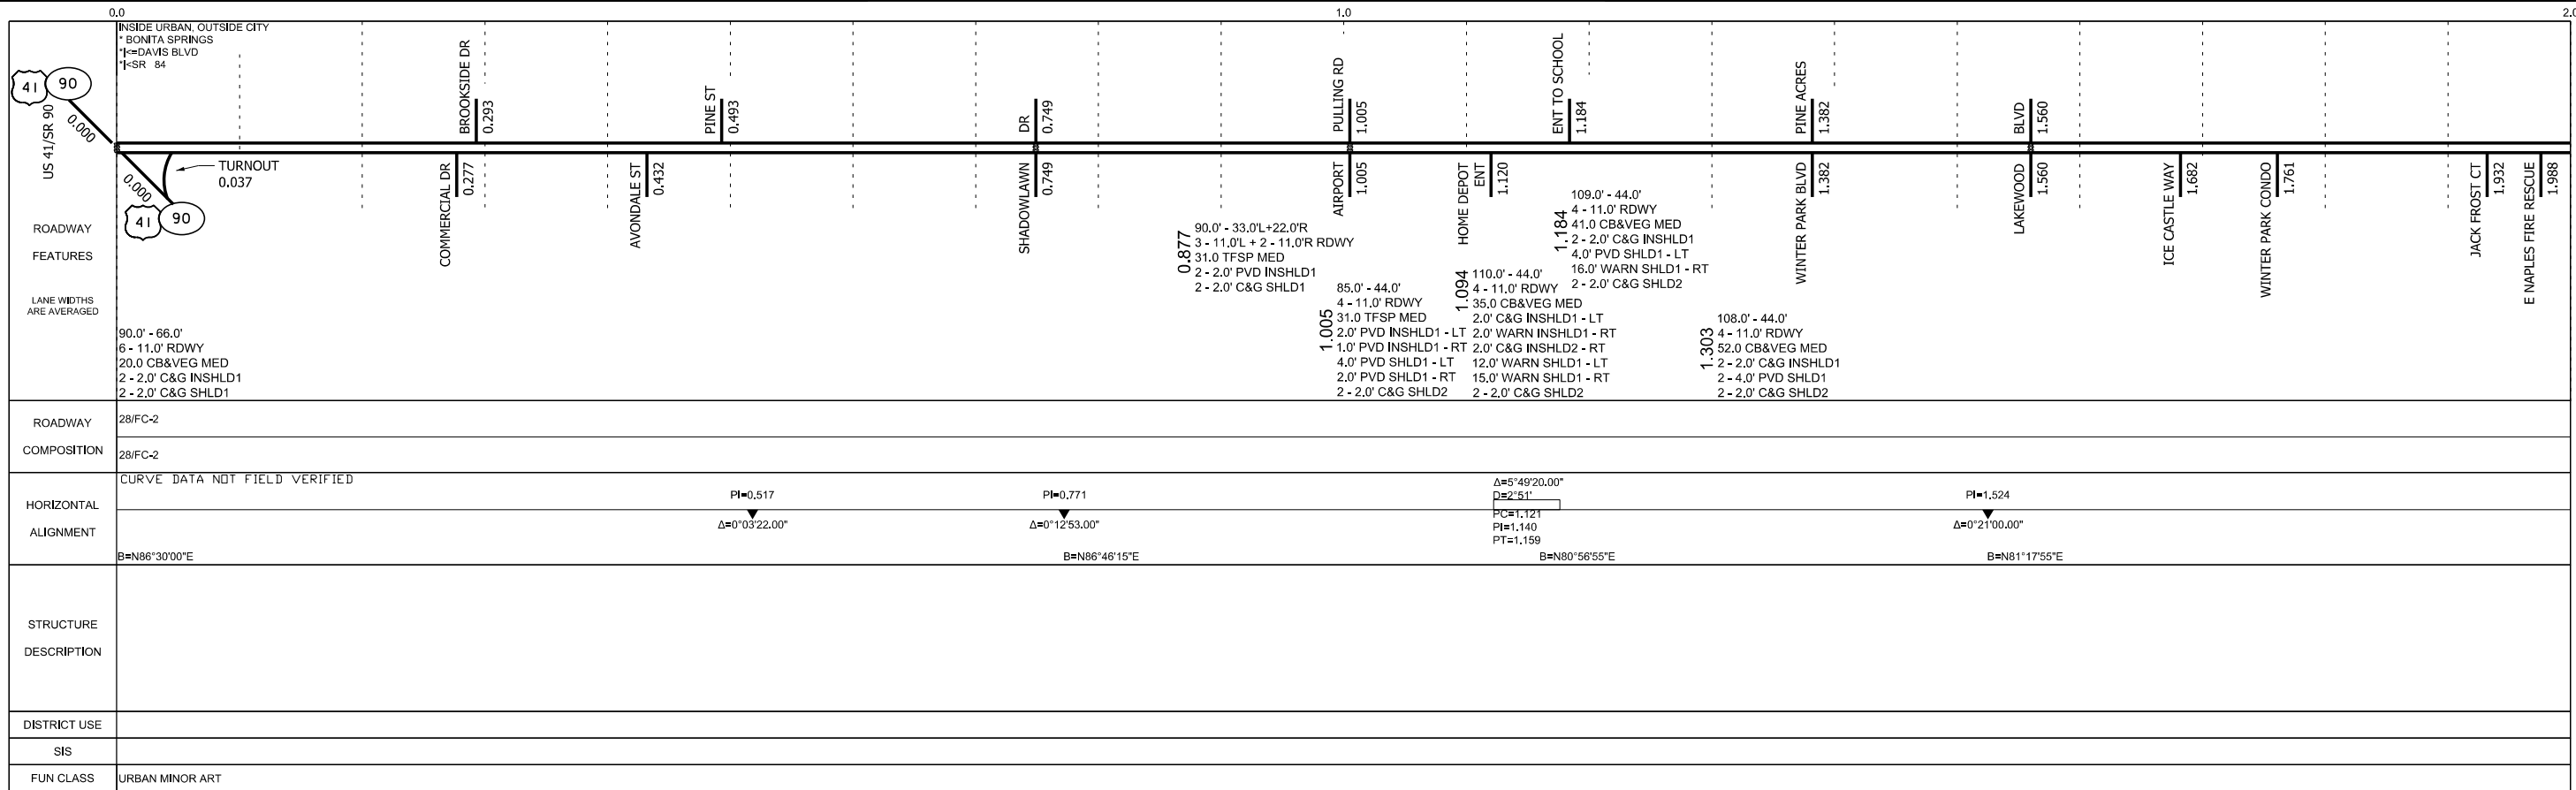 0.0
1.0
2.0
INSIDE URBAN, OUTSIDE CITY
* BONITA SPRINGS
*|<=DAVIS BLVD
*|<SR 84
41
90
US 41/SR 90
0.000
0.000
41
90
TURNOUT
0.037
BROOKSIDE DR
0.293
COMMERCIAL DR
0.277
AVONDALE ST
0.432
PINE ST
0.493
DR
0.749
SHADOWLAWN
0.749
PULLING RD
1.005
AIRPORT
1.005
HOME DEPOT
ENT
1.120
ENT TO SCHOOL
1.184
PINE ACRES
1.382
WINTER PARK BLVD
1.382
BLVD
1.560
LAKEWOOD
1.560
ICE CASTLE WAY
1.682
WINTER PARK CONDO
1.761
JACK FROST CT
1.932
E NAPLES FIRE RESCUE
1.988
ROADWAY
FEATURES
LANE WIDTHS
ARE AVERAGED
90.0' - 66.0'
6 - 11.0' RDWY
20.0 CB&VEG MED
2 - 2.0' C&G INSHLD1
2 - 2.0' C&G SHLD1
0.877
90.0' - 33.0'L+22.0'R
3 - 11.0'L + 2 - 11.0'R RDWY
31.0 TFSP MED
2 - 2.0' PVD INSHLD1
2 - 2.0' C&G SHLD1
1.005
85.0' - 44.0'
4 - 11.0' RDWY
31.0 TFSP MED
2.0' PVD INSHLD1 - LT
1.0' PVD INSHLD1 - RT
4.0' PVD SHLD1 - LT
2.0' PVD SHLD1 - RT
2 - 2.0' C&G SHLD2
1.094
110.0' - 44.0'
4 - 11.0' RDWY
35.0 CB&VEG MED
2.0' C&G INSHLD1 - LT
2.0' WARN INSHLD1 - RT
2.0' C&G INSHLD2 - RT
12.0' WARN SHLD1 - LT
15.0' WARN SHLD1 - RT
2 - 2.0' C&G SHLD2
1.184
109.0' - 44.0'
4 - 11.0' RDWY
41.0 CB&VEG MED
2 - 2.0' C&G INSHLD1
4.0' PVD SHLD1 - LT
16.0' WARN SHLD1 - RT
2 - 2.0' C&G SHLD2
1.303
108.0' - 44.0'
4 - 11.0' RDWY
52.0 CB&VEG MED
2 - 2.0' C&G INSHLD1
2 - 4.0' PVD SHLD1
2 - 2.0' C&G SHLD2
ROADWAY
COMPOSITION
28/FC-2
28/FC-2
HORIZONTAL
ALIGNMENT
CURVE DATA NOT FIELD VERIFIED
PI=0.517
Δ=0°03'22.00"
PI=0.771
Δ=0°12'53.00"
Δ=5°49'20.00"
D=2°51'
PC=1.121
PI=1.140
PT=1.159
PI=1.524
Δ=0°21'00.00"
B=N86°30'00"E
B=N86°46'15"E
B=N80°56'55"E
B=N81°17'55"E
STRUCTURE
DESCRIPTION
DISTRICT USE
SIS
FUN CLASS
URBAN MINOR ART